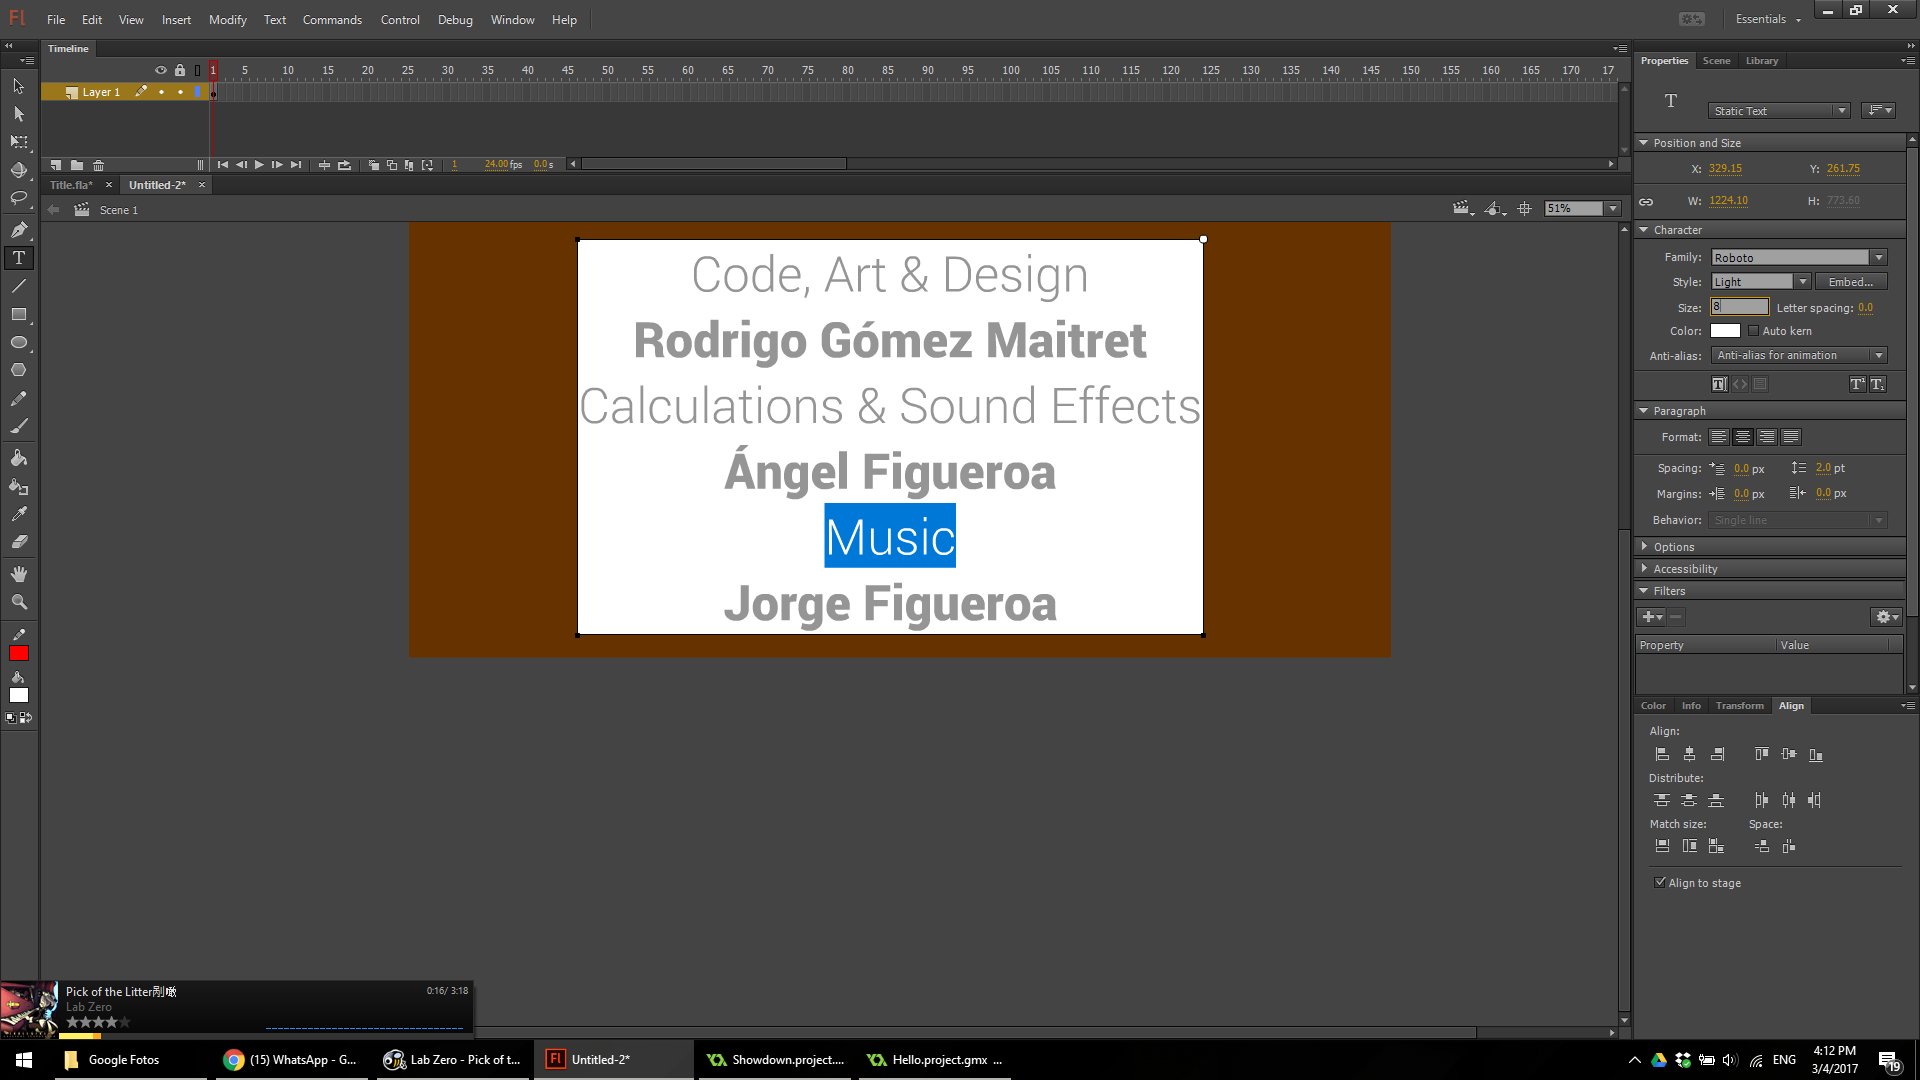 Fl File Edit View Insert Modify Text Commands Control Debug Window Help Essentials
Timeline
1 5 10 15 20 25 30 35 40 45 50 55 60 65 70 75 80 85 90 95 100 105 110 115 120 125 130 135 140 145 150 155 160 165 170 17
Layer 1
1 24.00 fps 0.0 s
Title.fla* Untitled-2*
Scene 1
51%
Code, Art & Design
Rodrigo Gómez Maitret
Calculations & Sound Effects
Ángel Figueroa
Music
Jorge Figueroa
Properties Scene Library
T Static Text
Position and Size
X: 329.15 Y: 261.75
W: 1224.10 H: 773.60
Character
Family: Roboto
Style: Light Embed...
Size: 8 Letter spacing: 0.0
Color: Auto kern
Anti-alias: Anti-alias for animation
Paragraph
Format:
Spacing: 0.0 px 2.0 pt
Margins: 0.0 px 0.0 px
Behavior: Single line
Options
Accessibility
Filters
Property Value
Color Info Transform Align
Align:
Distribute:
Match size: Space:
Align to stage
Pick of the Litter 0:16/ 3:18
Lab Zero
Google Fotos
(15) WhatsApp - G...
Lab Zero - Pick of t...
Fl Untitled-2*
Showdown.project....
Hello.project.gmx ...
ENG
4:12 PM
3/4/2017
19